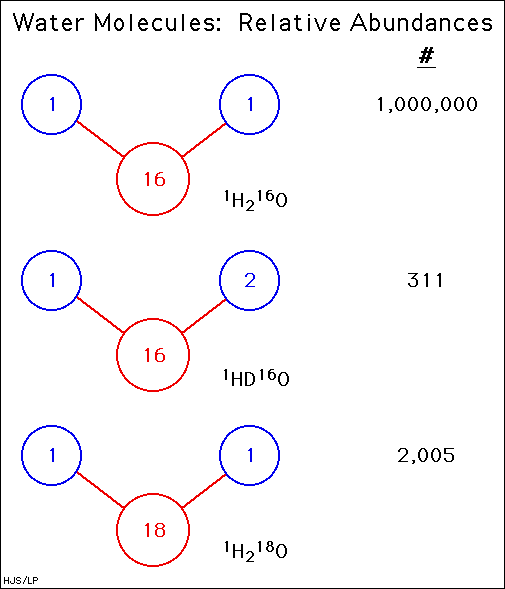 Water Molecules: Relative Abundances
#
1 1 1,000,000
16
¹H₂¹⁶O
1 2 311
16
¹HD¹⁶O
1 1 2,005
18
¹H₂¹⁸O
HJS/LP